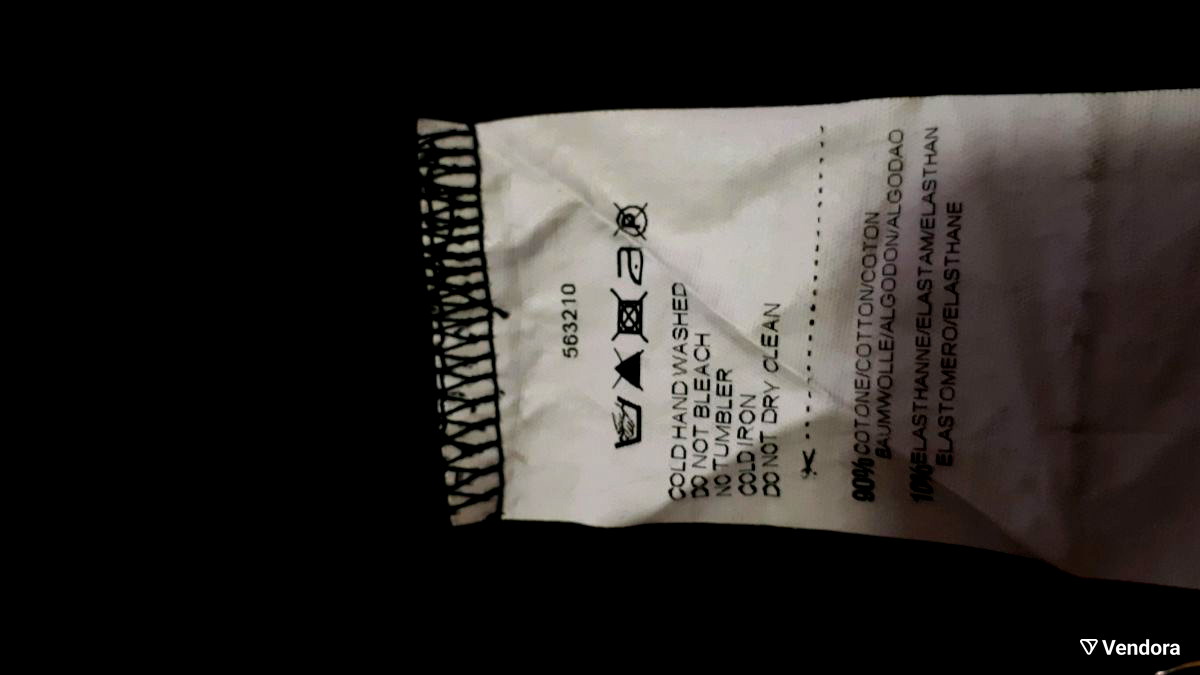 563210
COLD HAND WASHED
DO NOT BLEACH
NO TUMBLER
COLD IRON
DO NOT DRY CLEAN
90% COTONE/COTTON/COTON
BAUMWOLLE/ALGODON/ALGODAO
10% ELASTHANNE/ELASTAM/ELASTHAN
ELASTOMERO/ELASTHANE
Vendora